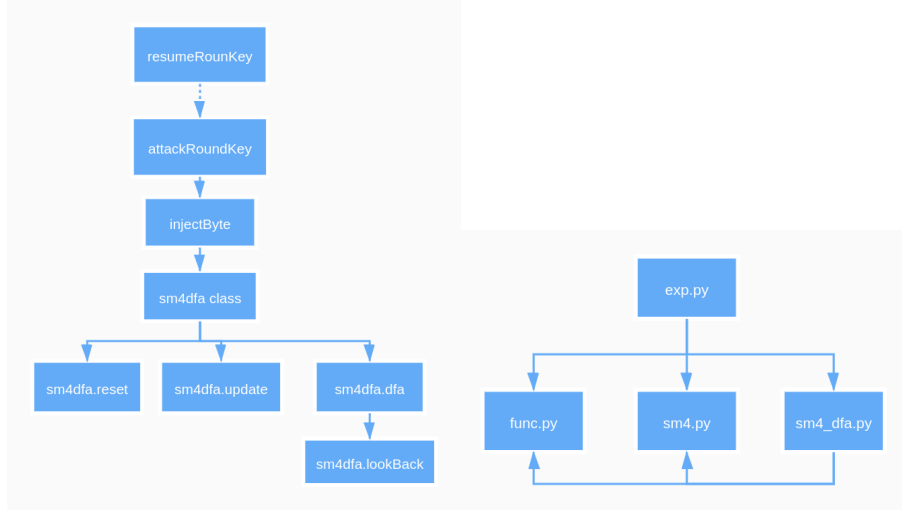 resumeRounKey
attackRoundKey
injectByte
sm4dfa class
sm4dfa.reset
sm4dfa.update
sm4dfa.dfa
sm4dfa.lookBack
exp.py
func.py
sm4.py
sm4_dfa.py